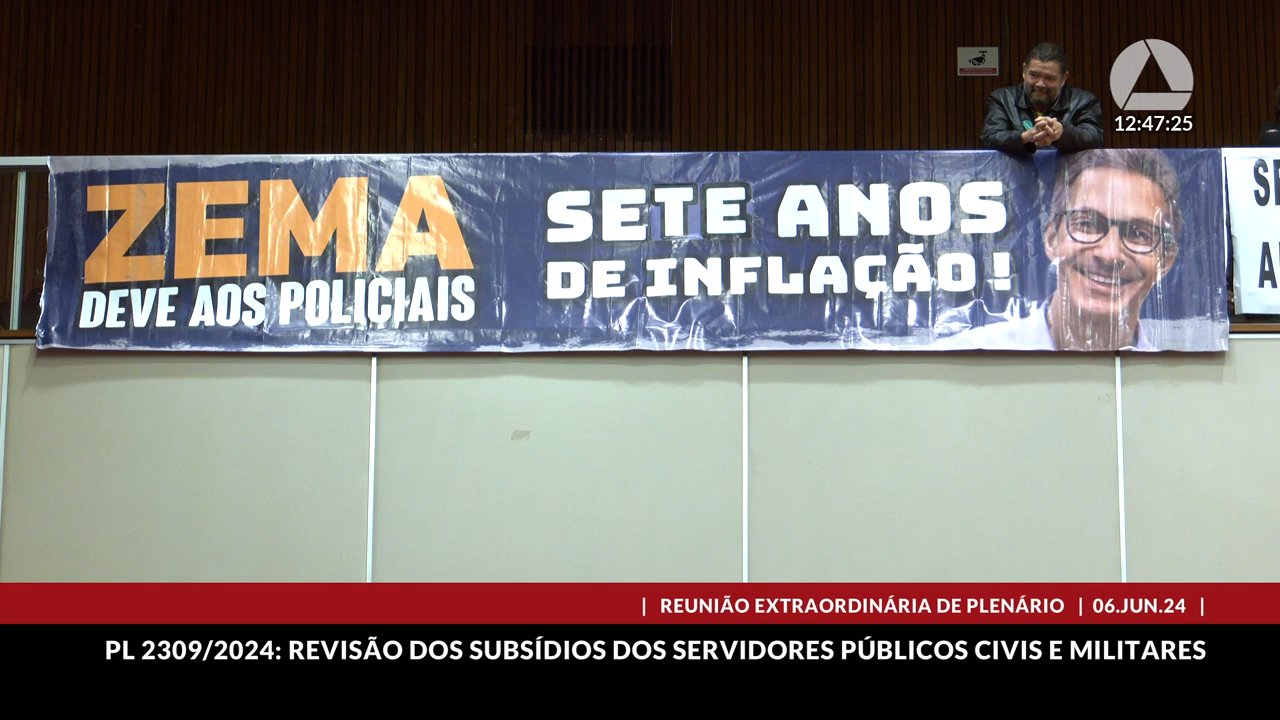 12:47:25
ZEMA
DEVE AOS POLICIAIS
SETE ANOS
DE INFLAÇÃO!
| REUNIÃO EXTRAORDINÁRIA DE PLENÁRIO | 06.JUN.24 |
PL 2309/2024: REVISÃO DOS SUBSÍDIOS DOS SERVIDORES PÚBLICOS CIVIS E MILITARES